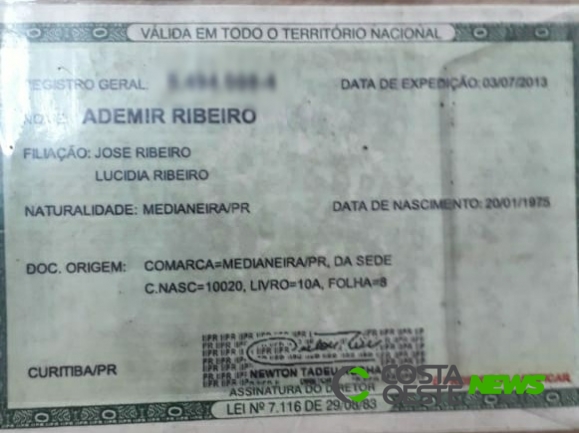 VÁLIDA EM TODO O TERRITÓRIO NACIONAL
REGISTRO GERAL DATA DE EXPEDIÇÃO: 03/07/2013
NOME ADEMIR RIBEIRO
FILIAÇÃO: JOSE RIBEIRO
LUCIDIA RIBEIRO
NATURALIDADE: MEDIANEIRA/PR DATA DE NASCIMENTO: 20/01/1975
DOC. ORIGEM: COMARCA=MEDIANEIRA/PR, DA SEDE
C.NASC=10020, LIVRO=10A, FOLHA=8
CURITIBA/PR
NEWTON TADEU
ASSINATURA DO DIRETOR
LEI Nº 7.116 DE 29/08/83
COSTA
OESTE NEWS